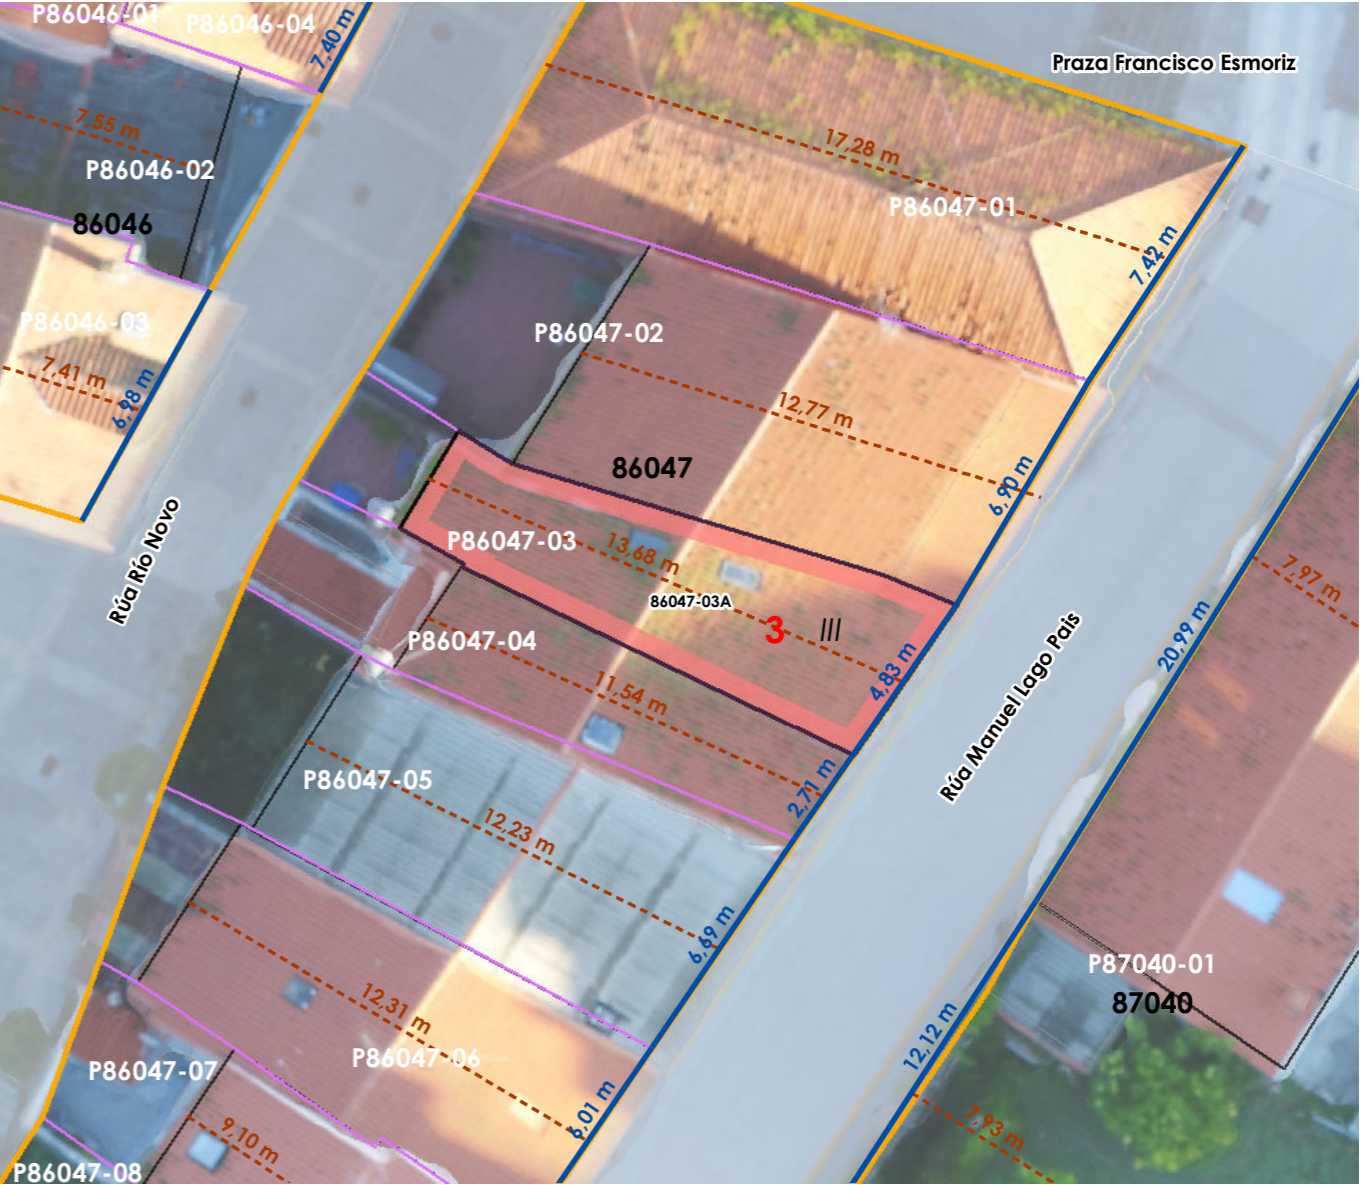 P86046-01
P86046-04
7,40 m
Praza Francisco Esmoriz
7,55 m
P86046-02
17,28 m
86046
P86047-01
7,42 m
P86046-03
P86047-02
7,41 m
6,98 m
12,77 m
86047
6,90 m
Rúa Río Novo
P86047-03
13,68 m
7,97 m
86047-03A
3 III
P86047-04
20,99 m
4,83 m
11,54 m
Rúa Manuel Lago Pais
P86047-05
2,71 m
12,23 m
6,69 m
P87040-01
87040
12,31 m
P86047-06
12,12 m
P86047-07
6,01 m
9,10 m
7,93 m
P86047-08